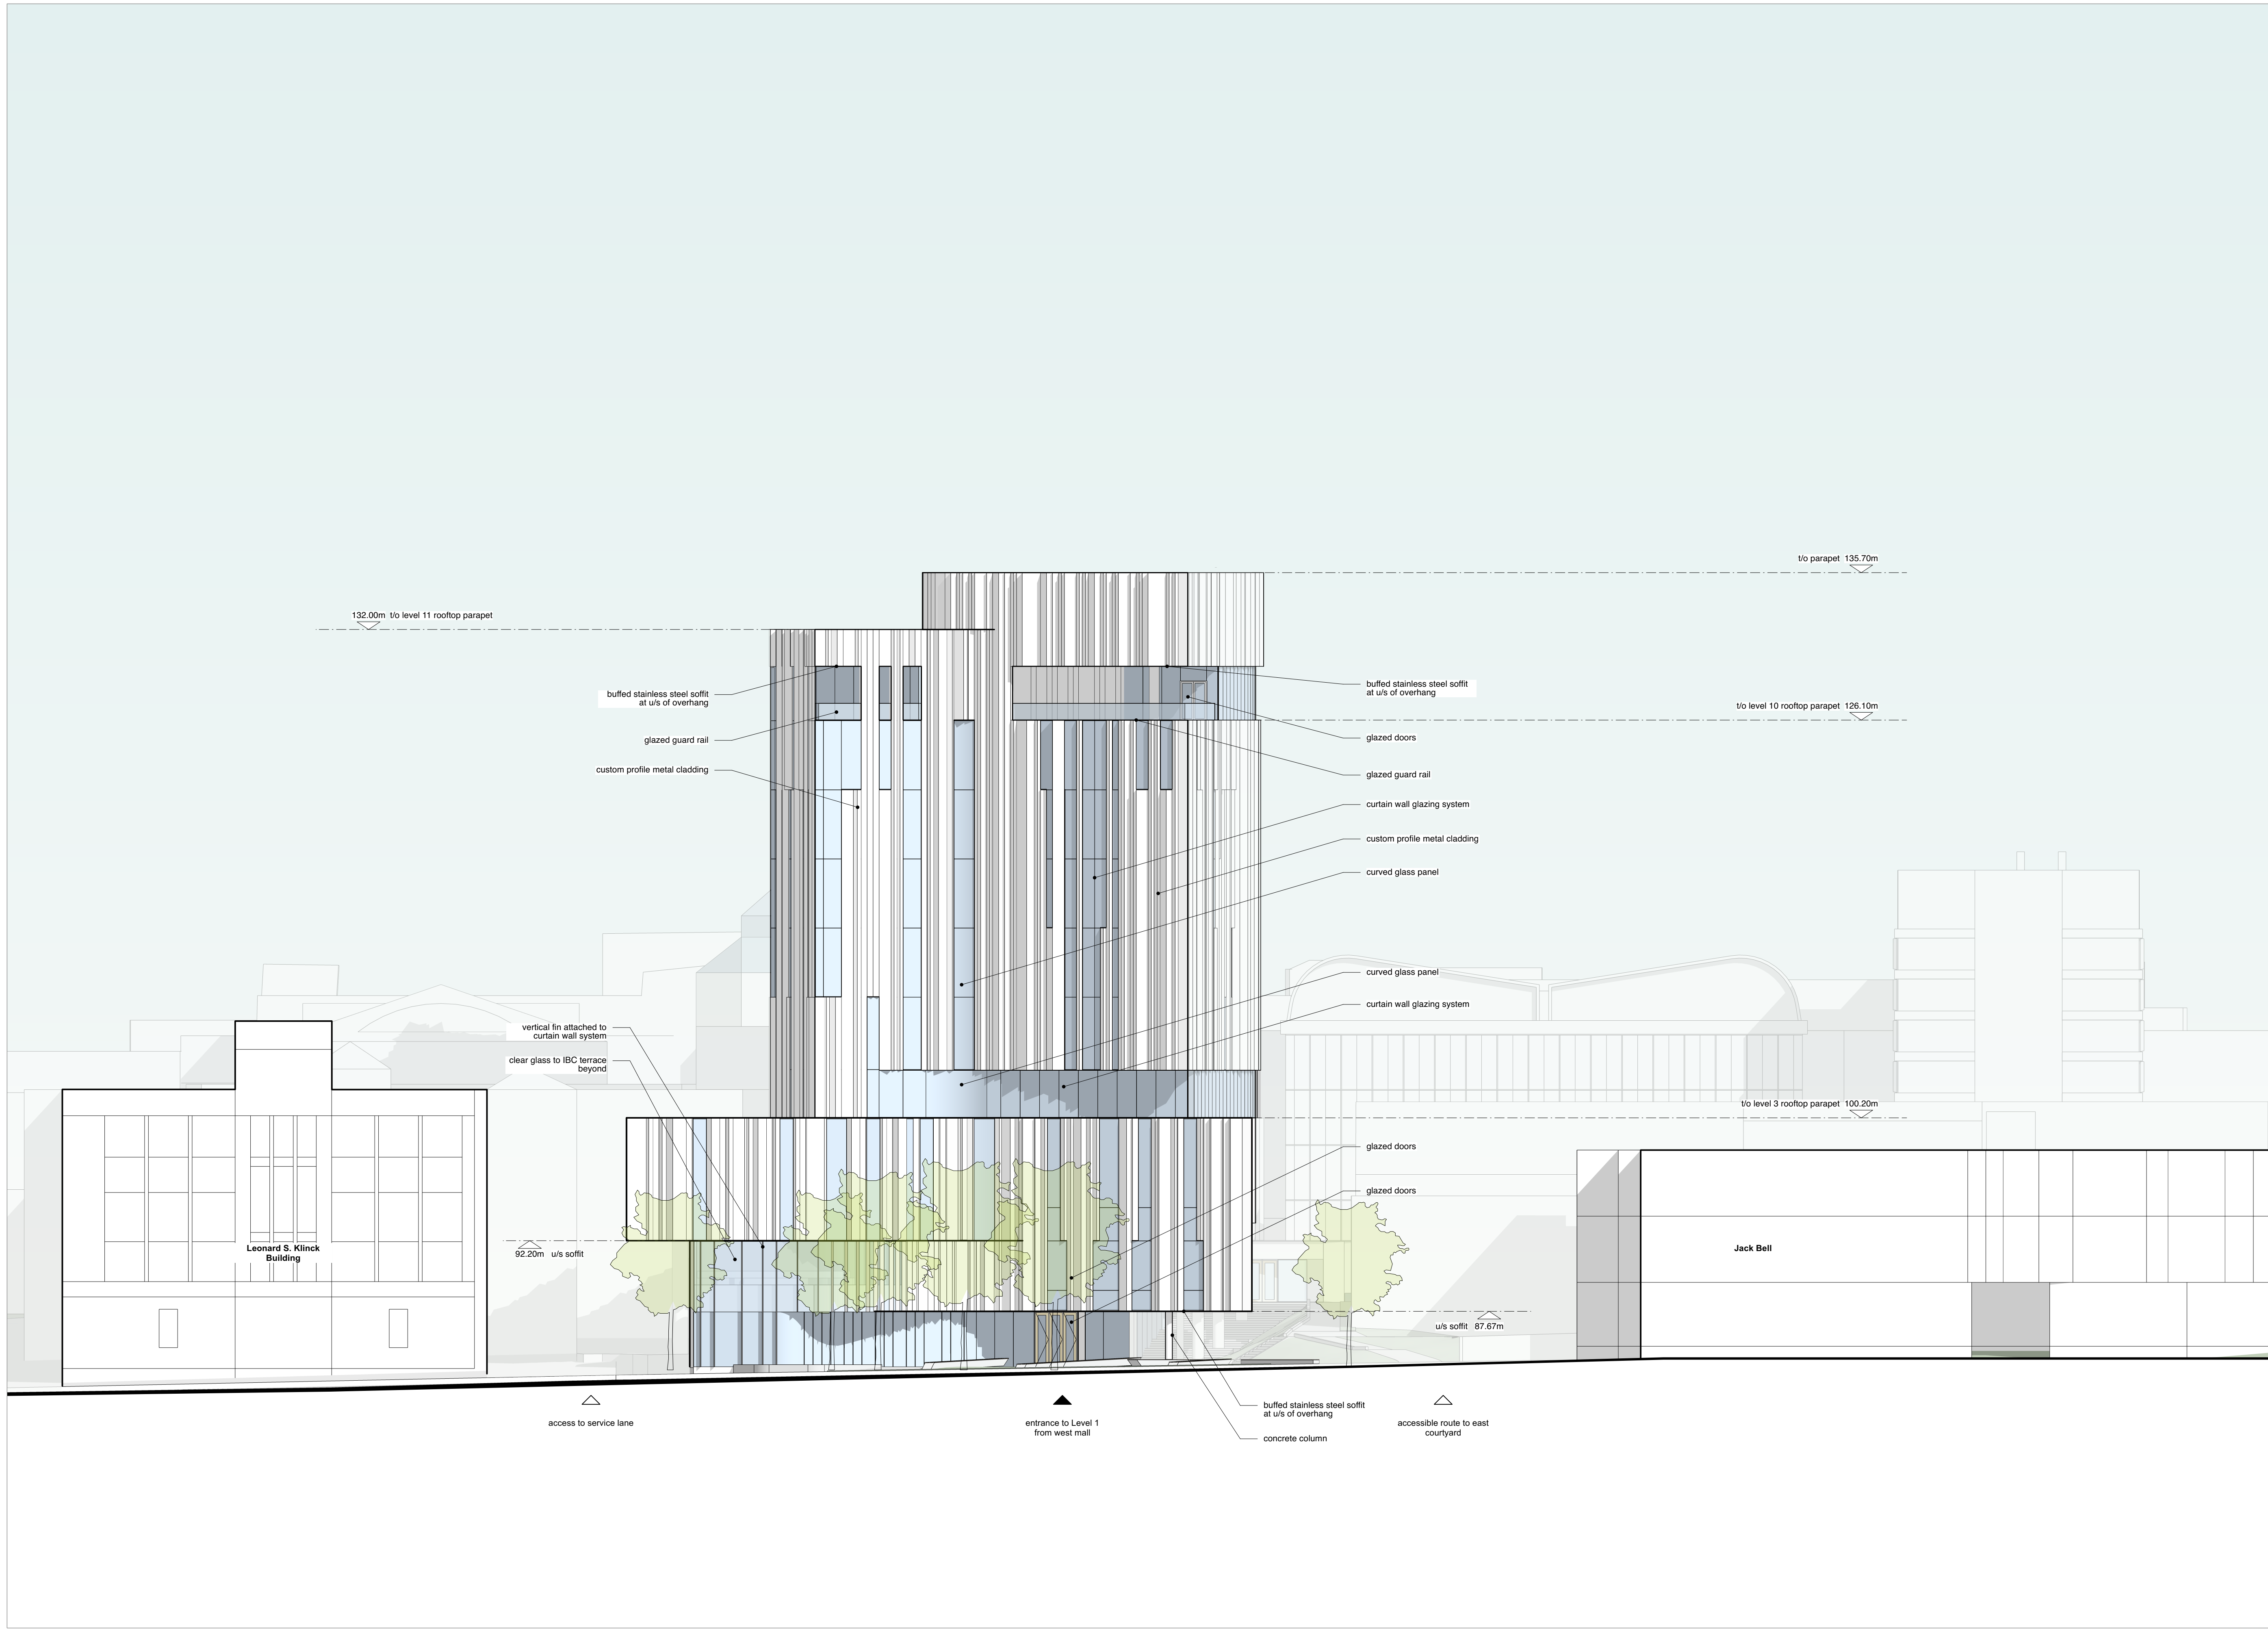 t/o parapet 135.70m
132.00m t/o level 11 rooftop parapet
buffed stainless steel soffit
at u/s of overhang
glazed guard rail
custom profile metal cladding
buffed stainless steel soffit
at u/s of overhang
t/o level 10 rooftop parapet 126.10m
glazed doors
glazed guard rail
curtain wall glazing system
custom profile metal cladding
curved glass panel
curved glass panel
curtain wall glazing system
vertical fin attached to
curtain wall system
clear glass to IBC terrace
beyond
t/o level 3 rooftop parapet 100.20m
glazed doors
glazed doors
Leonard S. Klinck
Building
92.20m u/s soffit
Jack Bell
u/s soffit 87.67m
access to service lane
entrance to Level 1
from west mall
buffed stainless steel soffit
at u/s of overhang
concrete column
accessible route to east
courtyard